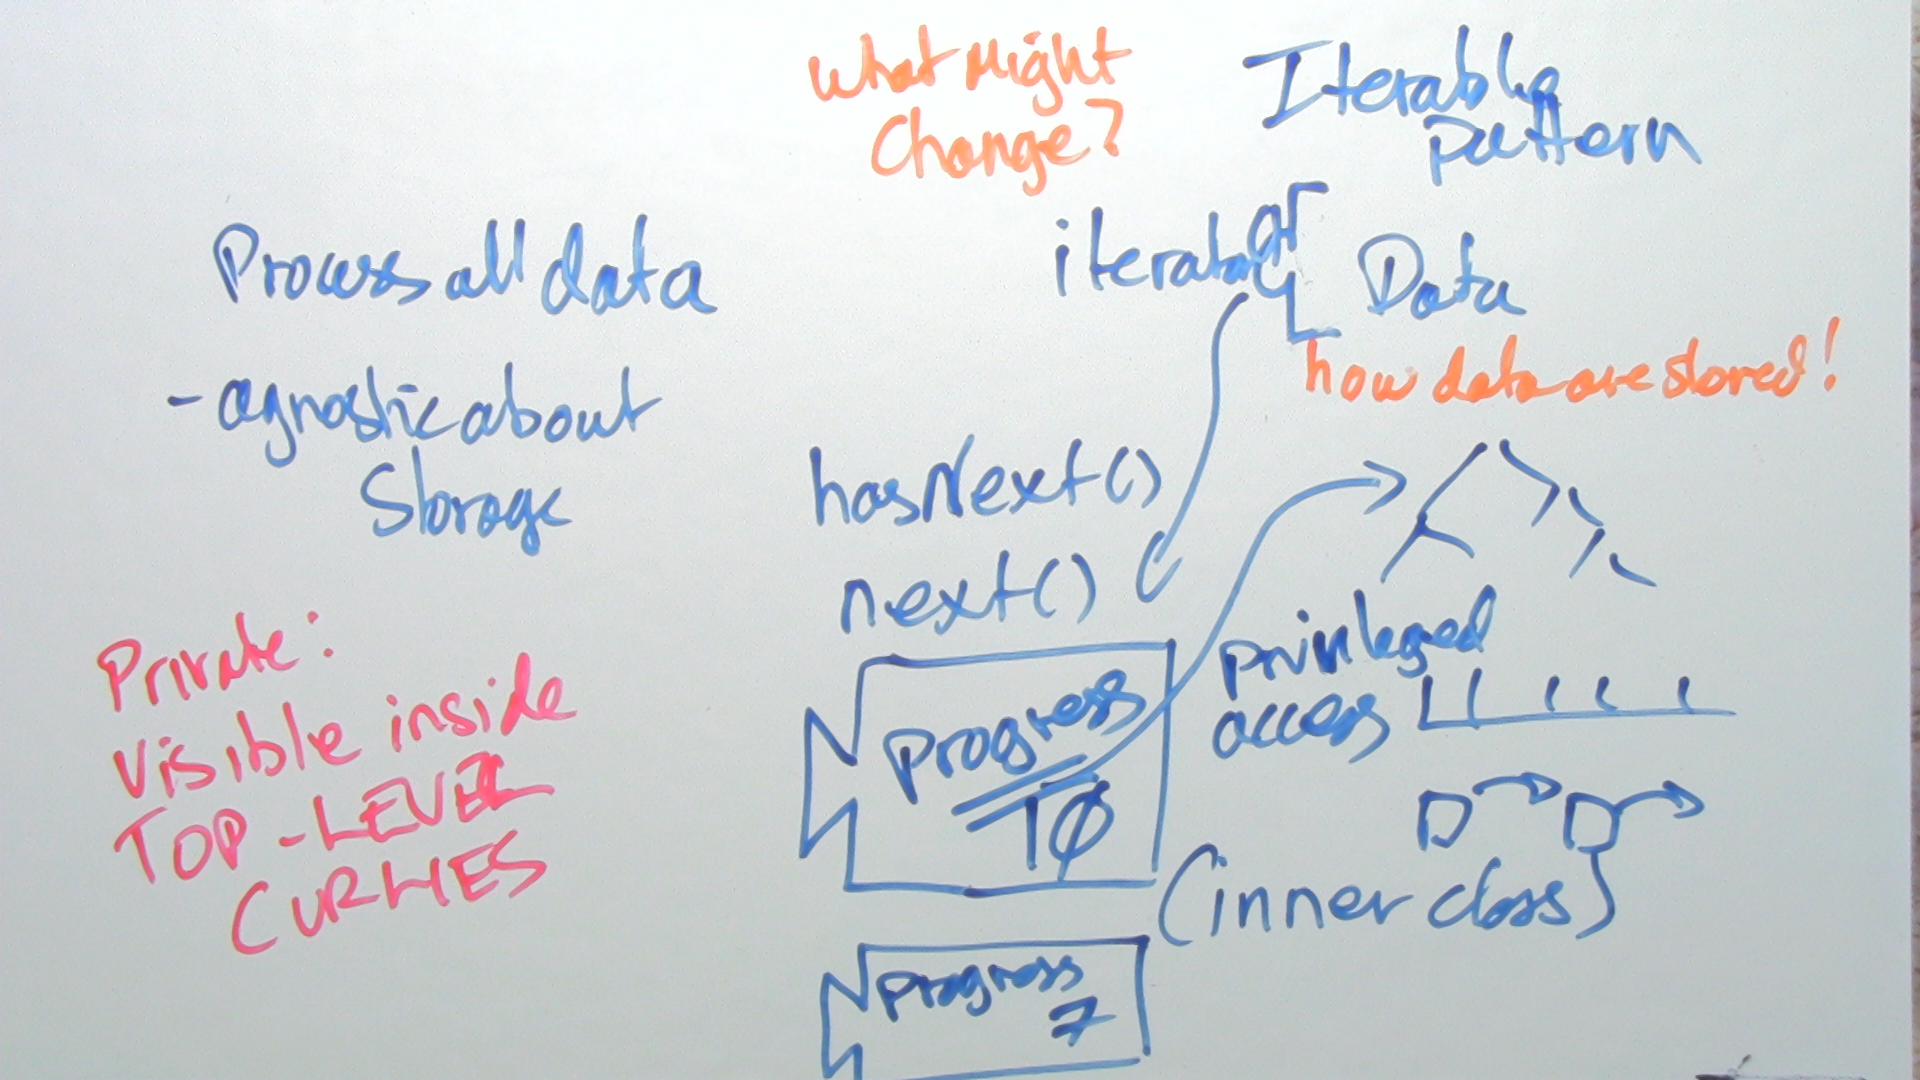 What Might
Change?
Iterable
Pattern
Process all data
- agnostic about
Storage
iterator
Data
how data are stored!
hasNext()
next()
Private:
Visible inside
TOP-LEVEL
CURLIES
progress
10
privileged
access
(inner class)
progress
7